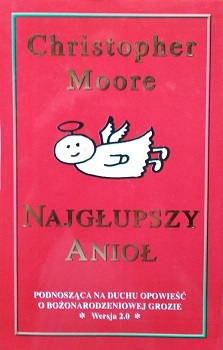 Christopher
Moore
NAJGŁUPSZY
ANIOŁ
PODNOSZĄCA NA DUCHU OPOWIEŚĆ
O BOŻONARODZENIOWEJ GROZIE
* Wersja 2.0 *